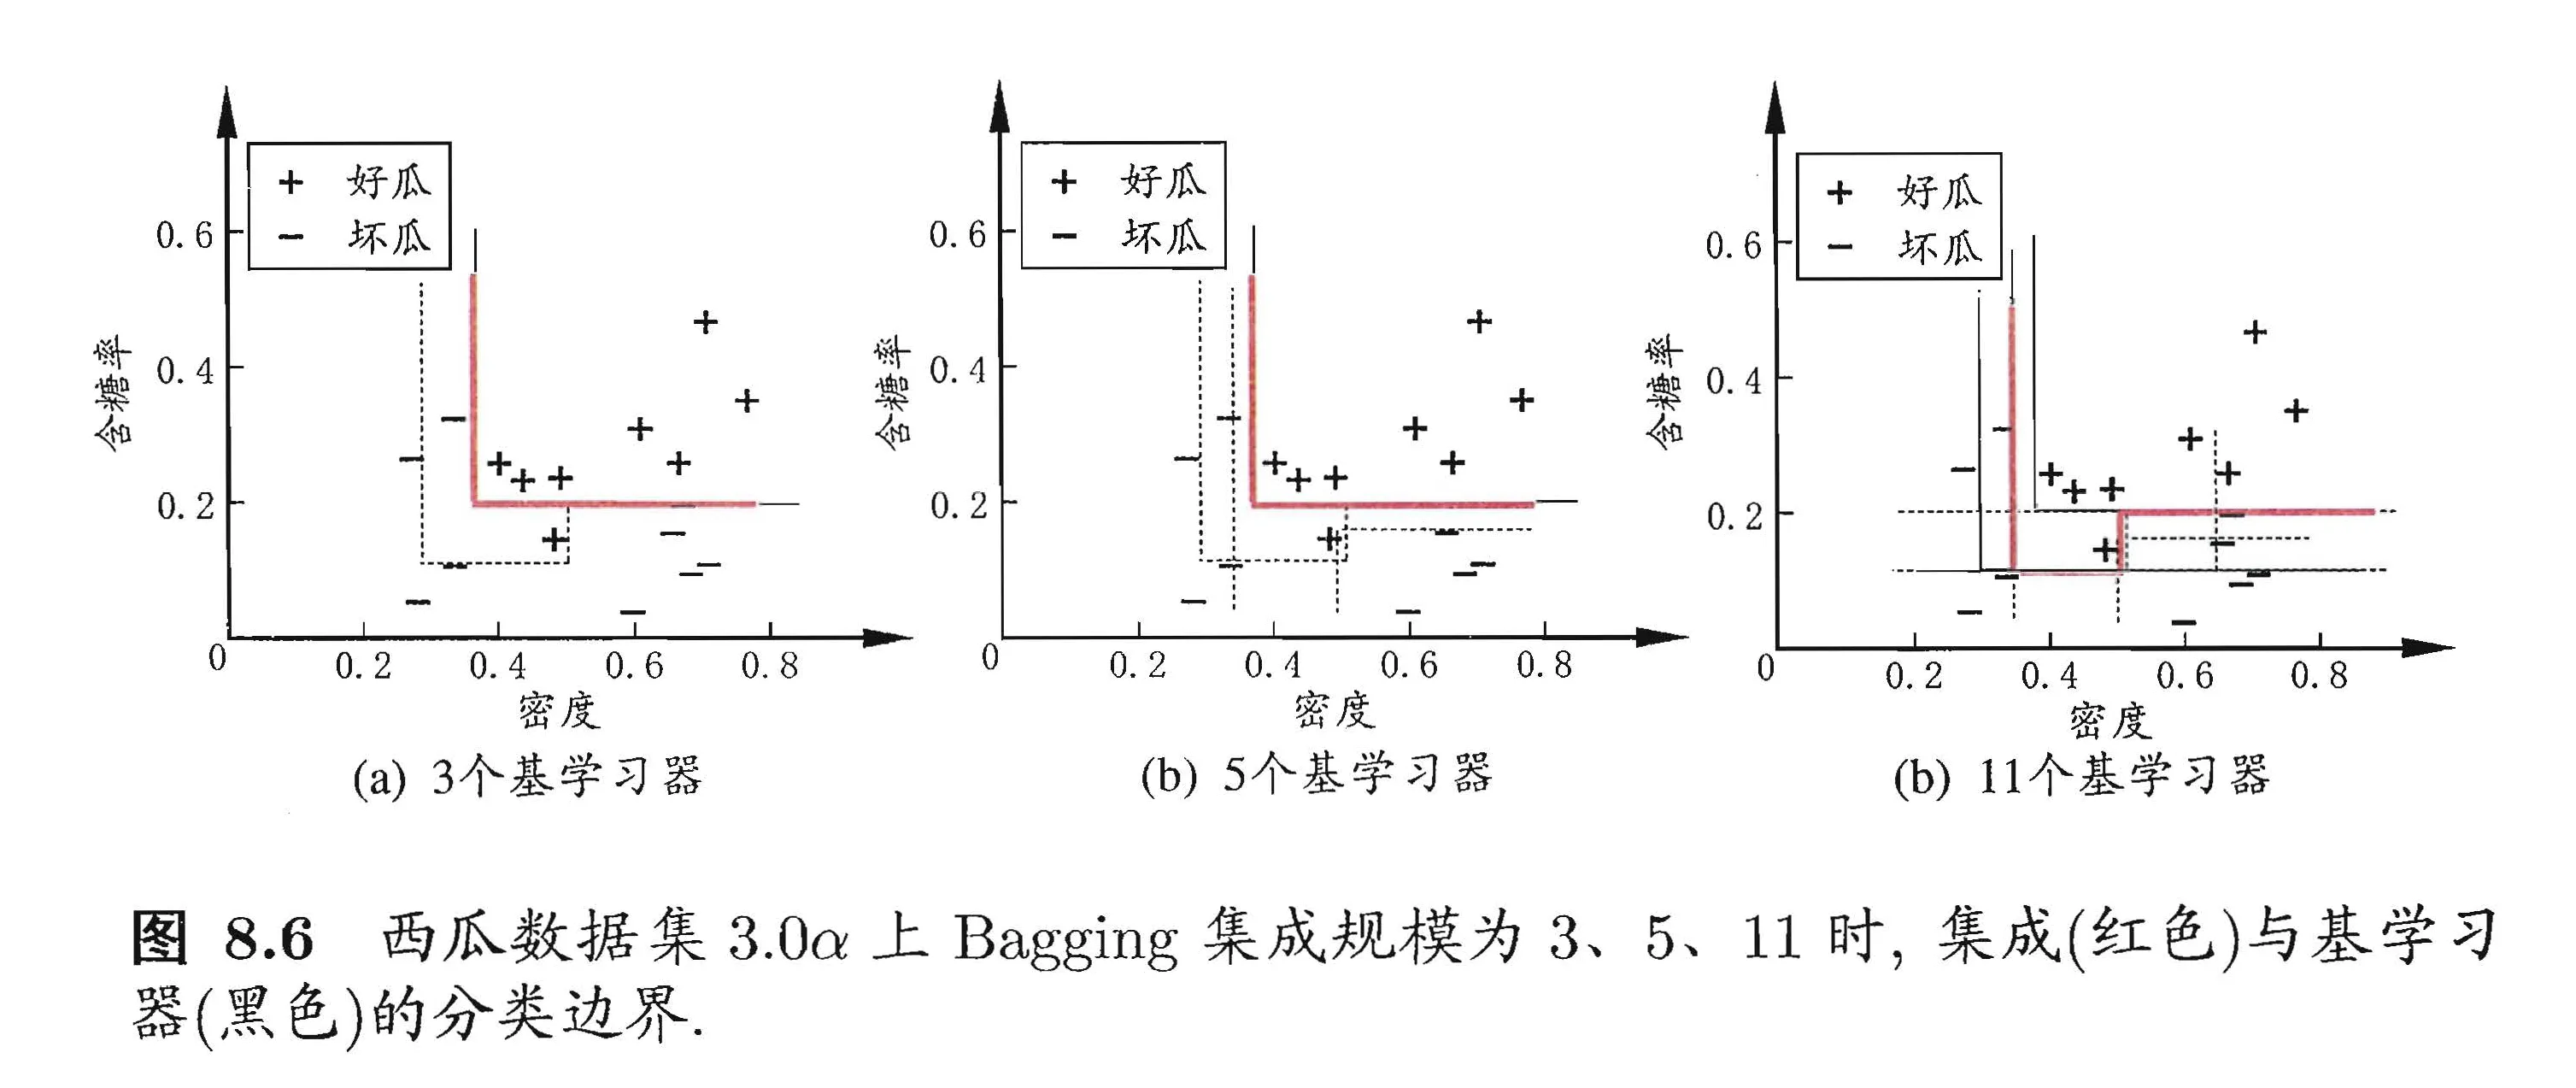 + 好瓜
− 坏瓜
0.6
0.4
0.2
0
0.2 0.4 0.6 0.8
含糖率
密度
(a) 3个基学习器
+ 好瓜
− 坏瓜
0.6
0.4
0.2
0
0.2 0.4 0.6 0.8
含糖率
密度
(b) 5个基学习器
+ 好瓜
− 坏瓜
0.6
0.4
0.2
0
0.2 0.4 0.6 0.8
含糖率
密度
(b) 11个基学习器
图 8.6 西瓜数据集 3.0α 上 Bagging 集成规模为 3、5、11 时, 集成(红色)与基学习
器(黑色)的分类边界.